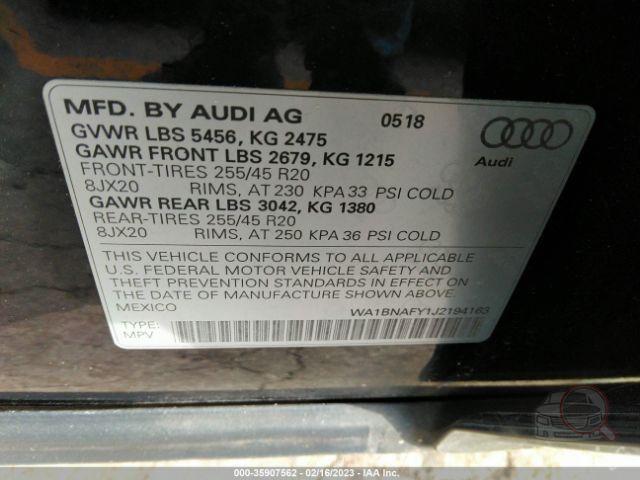 MFD. BY AUDI AG 0518
GVWR LBS 5456, KG 2475
GAWR FRONT LBS 2679, KG 1215
FRONT-TIRES 255/45 R20
8JX20 RIMS, AT 230 KPA 33 PSI COLD
GAWR REAR LBS 3042, KG 1380
REAR-TIRES 255/45 R20
8JX20 RIMS, AT 250 KPA 36 PSI COLD
Audi
THIS VEHICLE CONFORMS TO ALL APPLICABLE
U.S. FEDERAL MOTOR VEHICLE SAFETY AND
THEFT PREVENTION STANDARDS IN EFFECT ON
THE DATE OF MANUFACTURE SHOWN ABOVE.
MEXICO
WA1BNAFY1J2194163
TYPE:
MPV
000-35907562 - 02/16/2023 - IAA Inc.